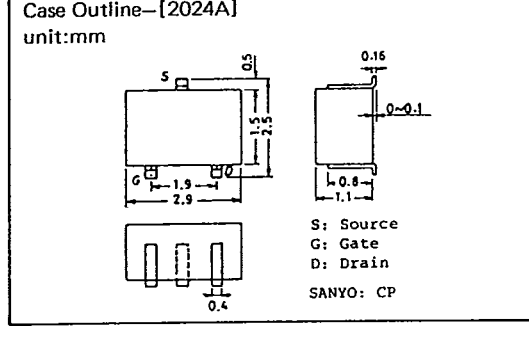 Case Outline–[2024A]
unit:mm
S
0.5
1.5
2.5
G
D
1.9
2.9
0.16
0~0.1
0.8
1.1
0.4
S: Source
G: Gate
D: Drain
SANYO: CP